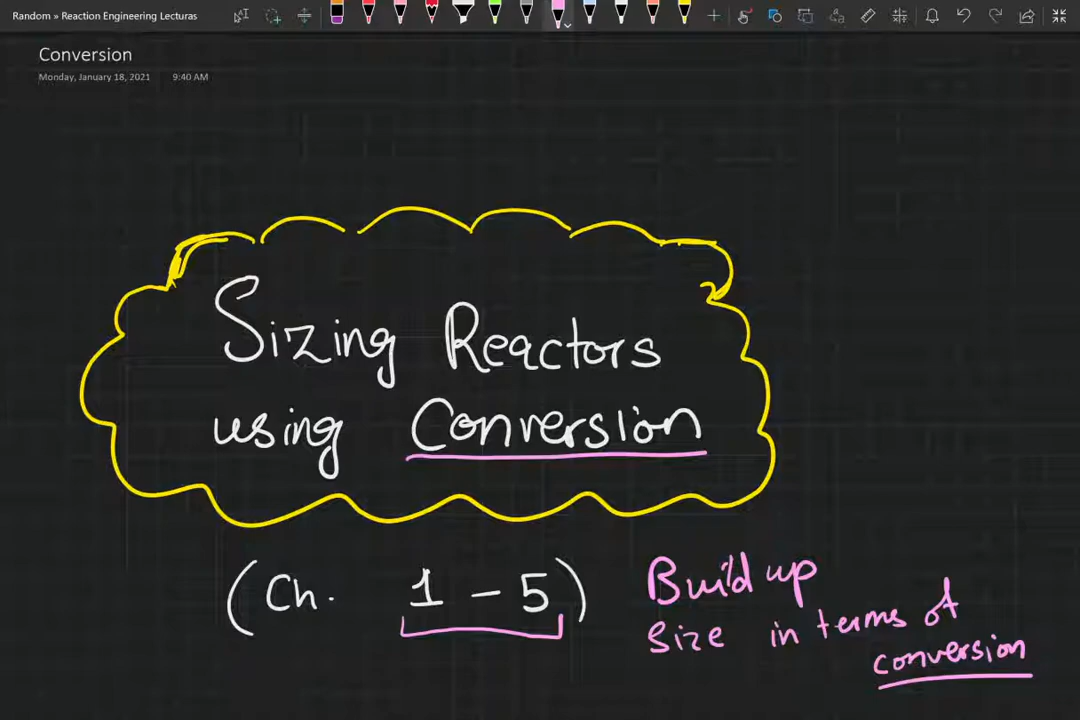 Random » Reaction Engineering Lecturas
Conversion
Monday, January 18, 2021 9:40 AM
Sizing Reactors
using Conversion
(Ch. 1 - 5)
Build up
size in terms of
conversion